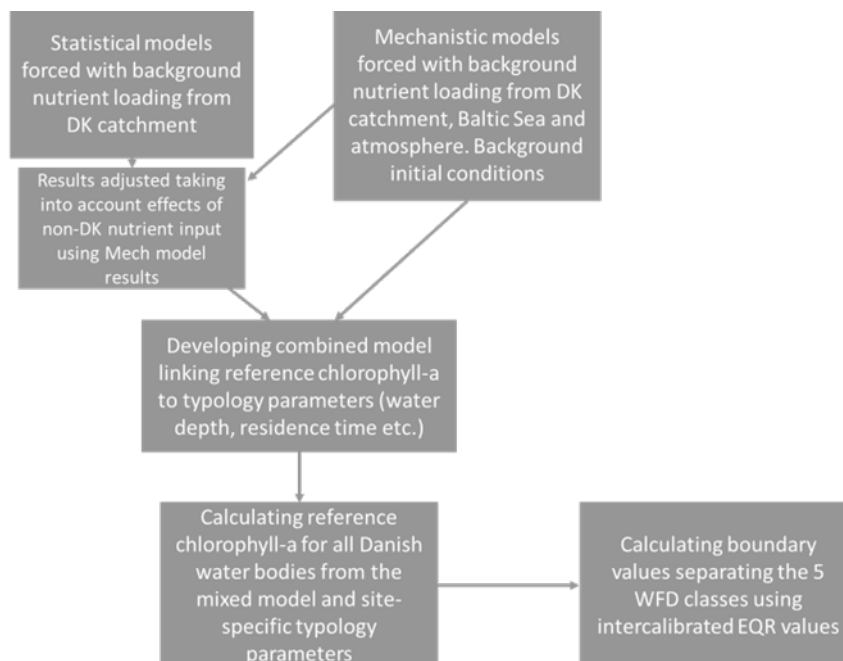 Statistical models
forced with background
nutrient loading from
DK catchment
Mechanistic models
forced with background
nutrient loading from DK
catchment, Baltic Sea and
atmosphere. Background
initial conditions
Results adjusted taking
into account effects of
non-DK nutrient input
using Mech model
results
Developing combined model
linking reference chlorophyll-a
to typology parameters (water
depth, residence time etc.)
Calculating reference
chlorophyll-a for all Danish
water bodies from the
mixed model and site-
specific typology
parameters
Calculating boundary
values separating the 5
WFD classes using
intercalibrated EQR values